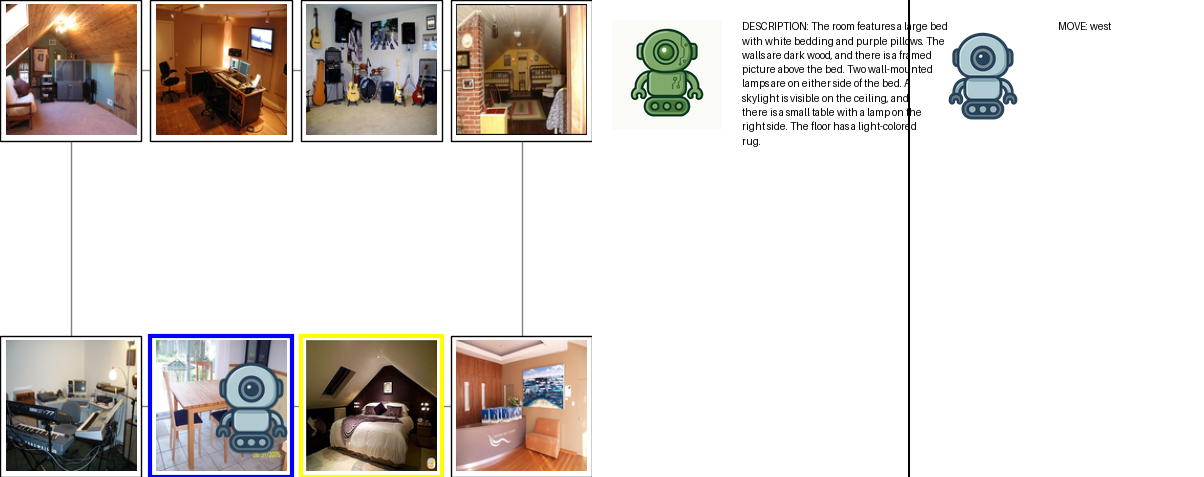 DESCRIPTION: The room features a large bed
with white bedding and purple pillows. The
walls are dark wood, and there is a framed
picture above the bed. Two wall-mounted
lamps are on either side of the bed. A
skylight is visible on the ceiling, and
there is a small table with a lamp on the
right side. The floor has a light-colored
rug.
MOVE: west